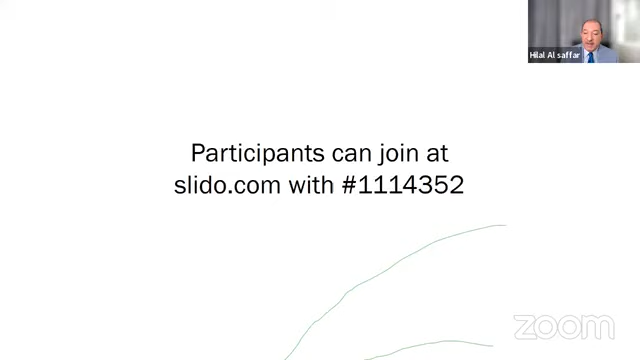 Hilal Al saffar
Participants can join at
slido.com with #1114352
zoom